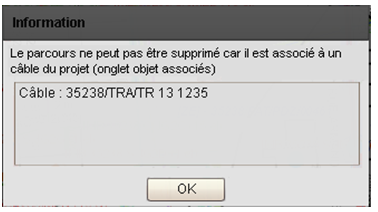 Information
Le parcours ne peut pas être supprimé car il est associé à un
câble du projet (onglet objet associés)
Câble : 35238/TRA/TR 13 1235
OK